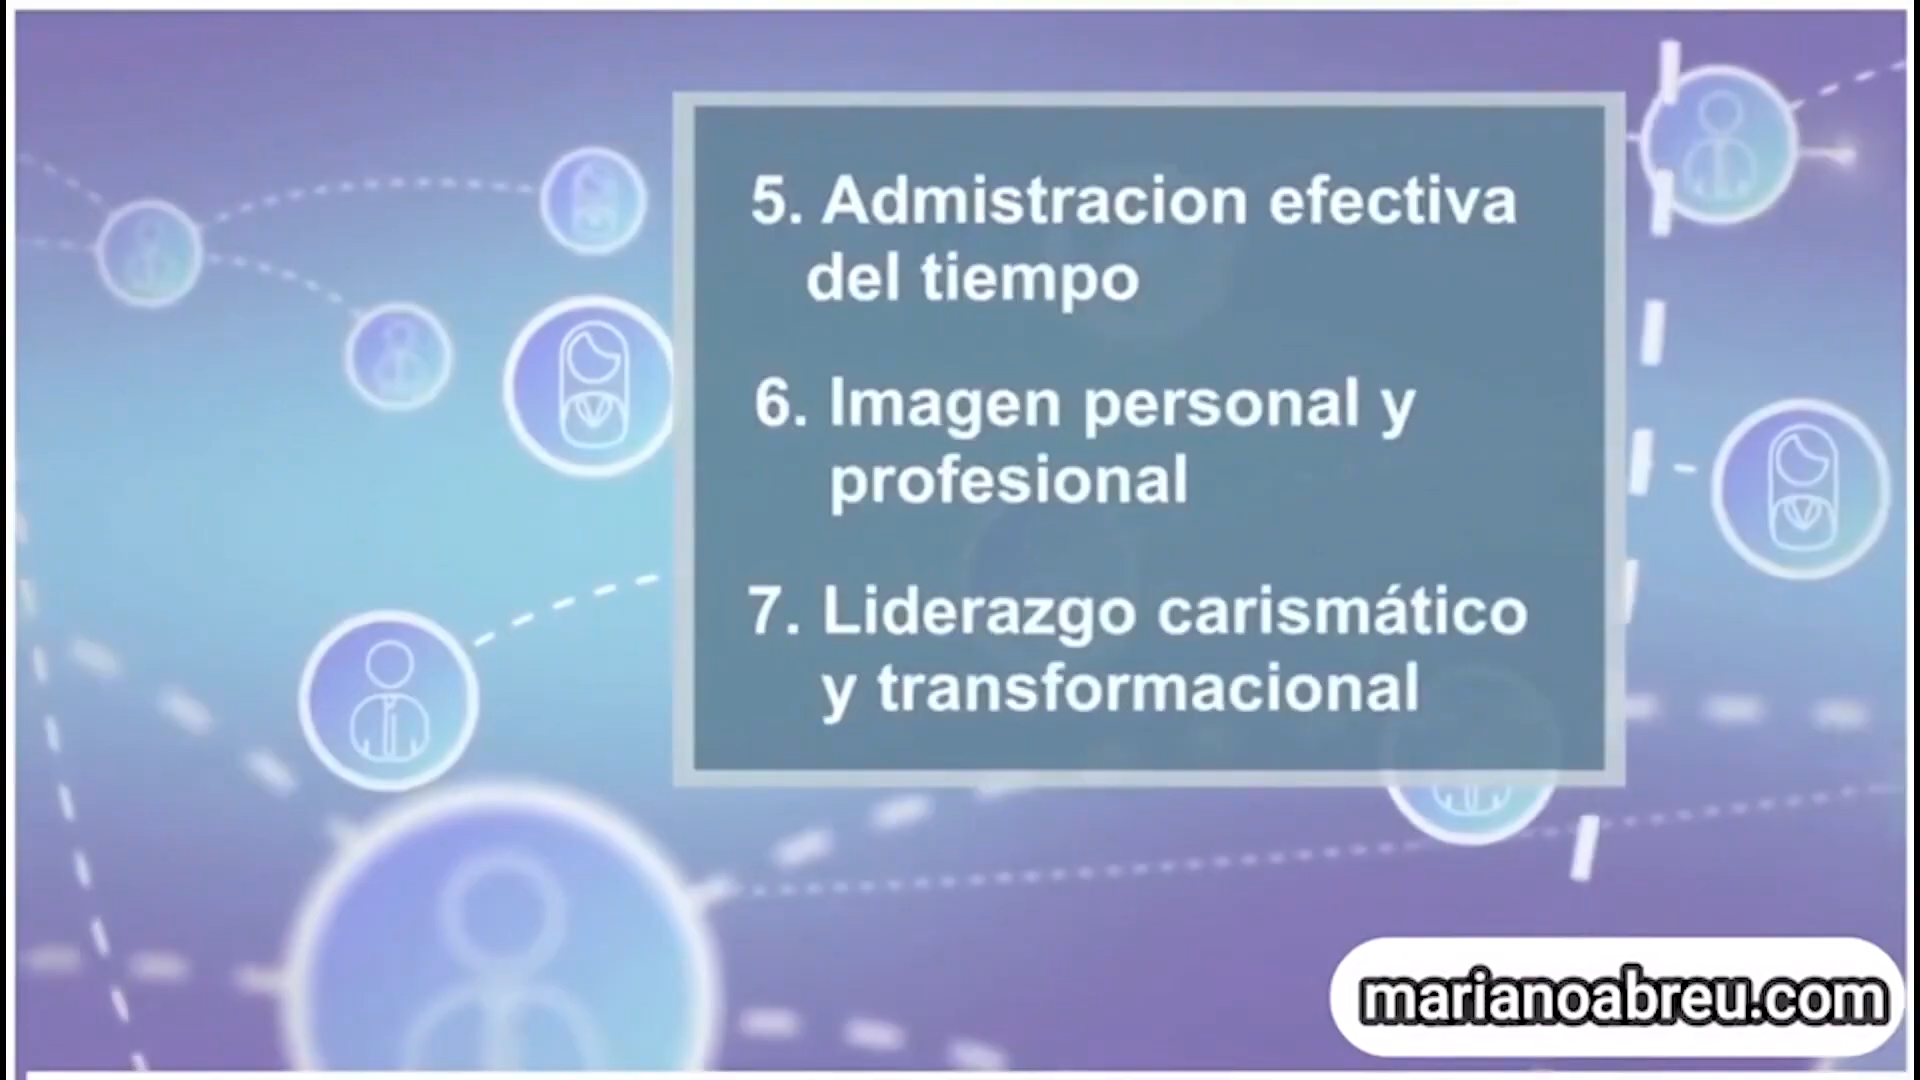 5. Admistracion efectiva
del tiempo
6. Imagen personal y
profesional
7. Liderazgo carismático
y transformacional
marianoabreu.com